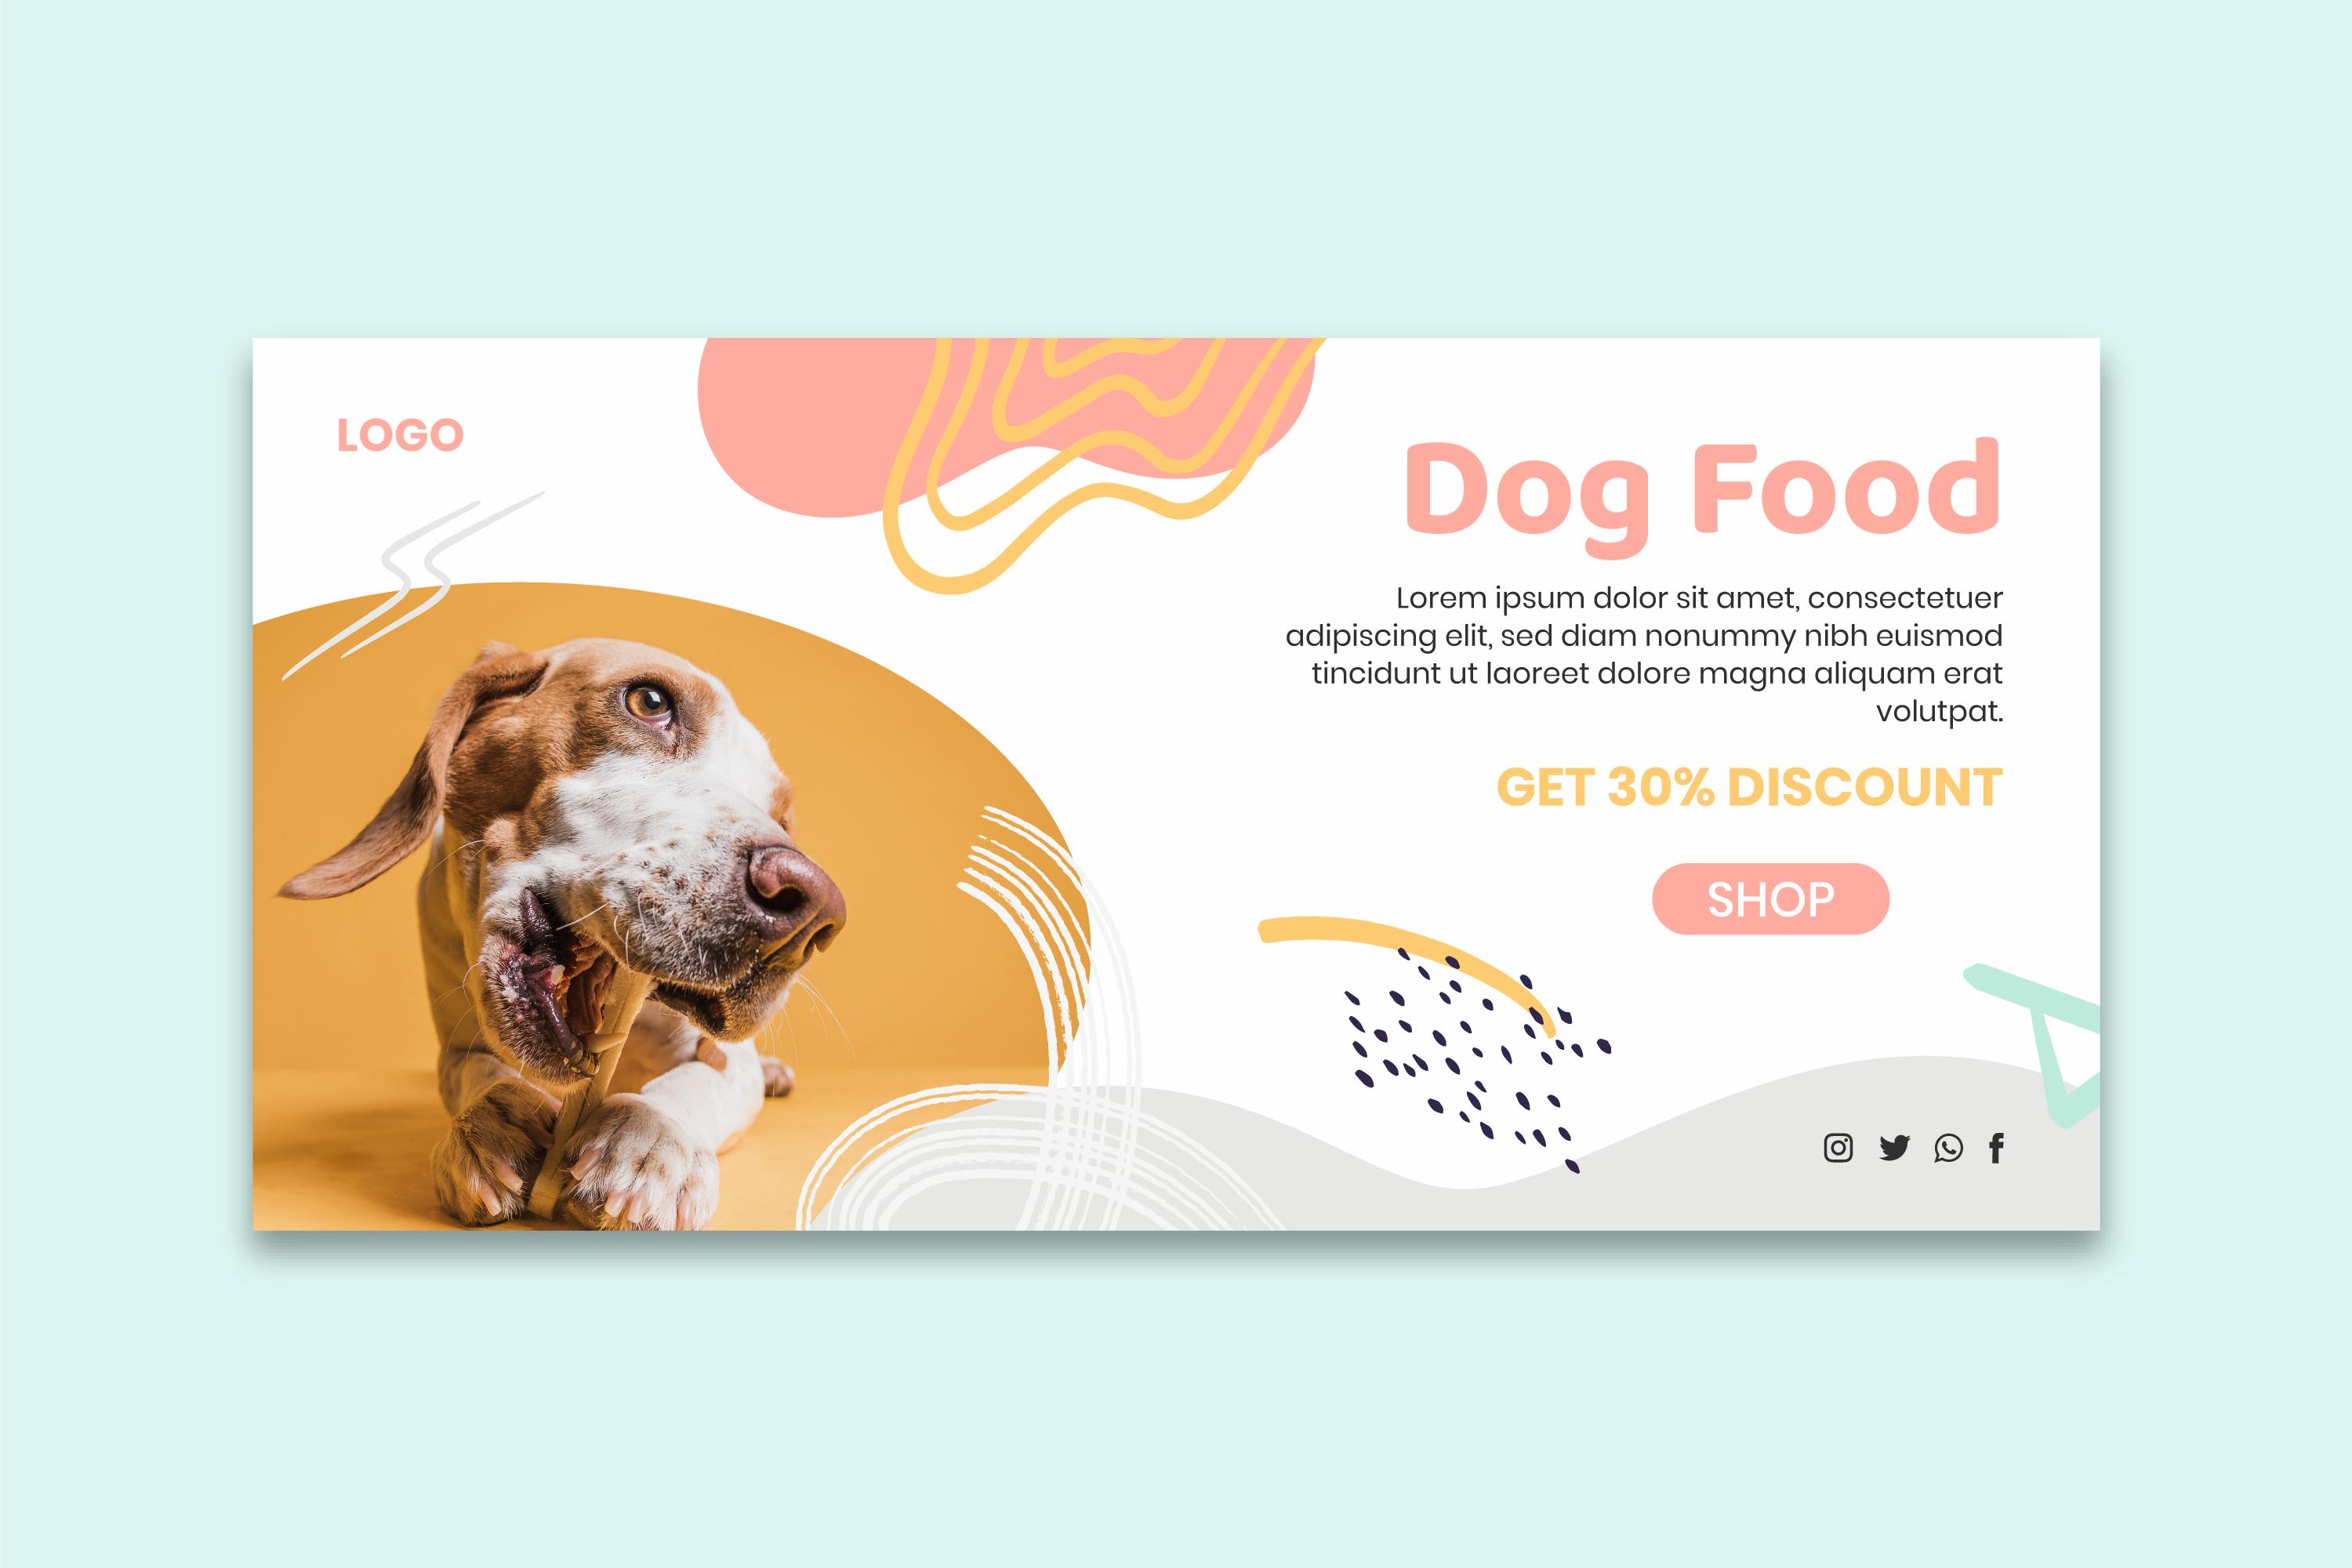 LOGO
Dog Food
Lorem ipsum dolor sit amet, consectetuer
adipiscing elit, sed diam nonummy nibh euismod
tincidunt ut laoreet dolore magna aliquam erat
volutpat.
GET 30% DISCOUNT
SHOP